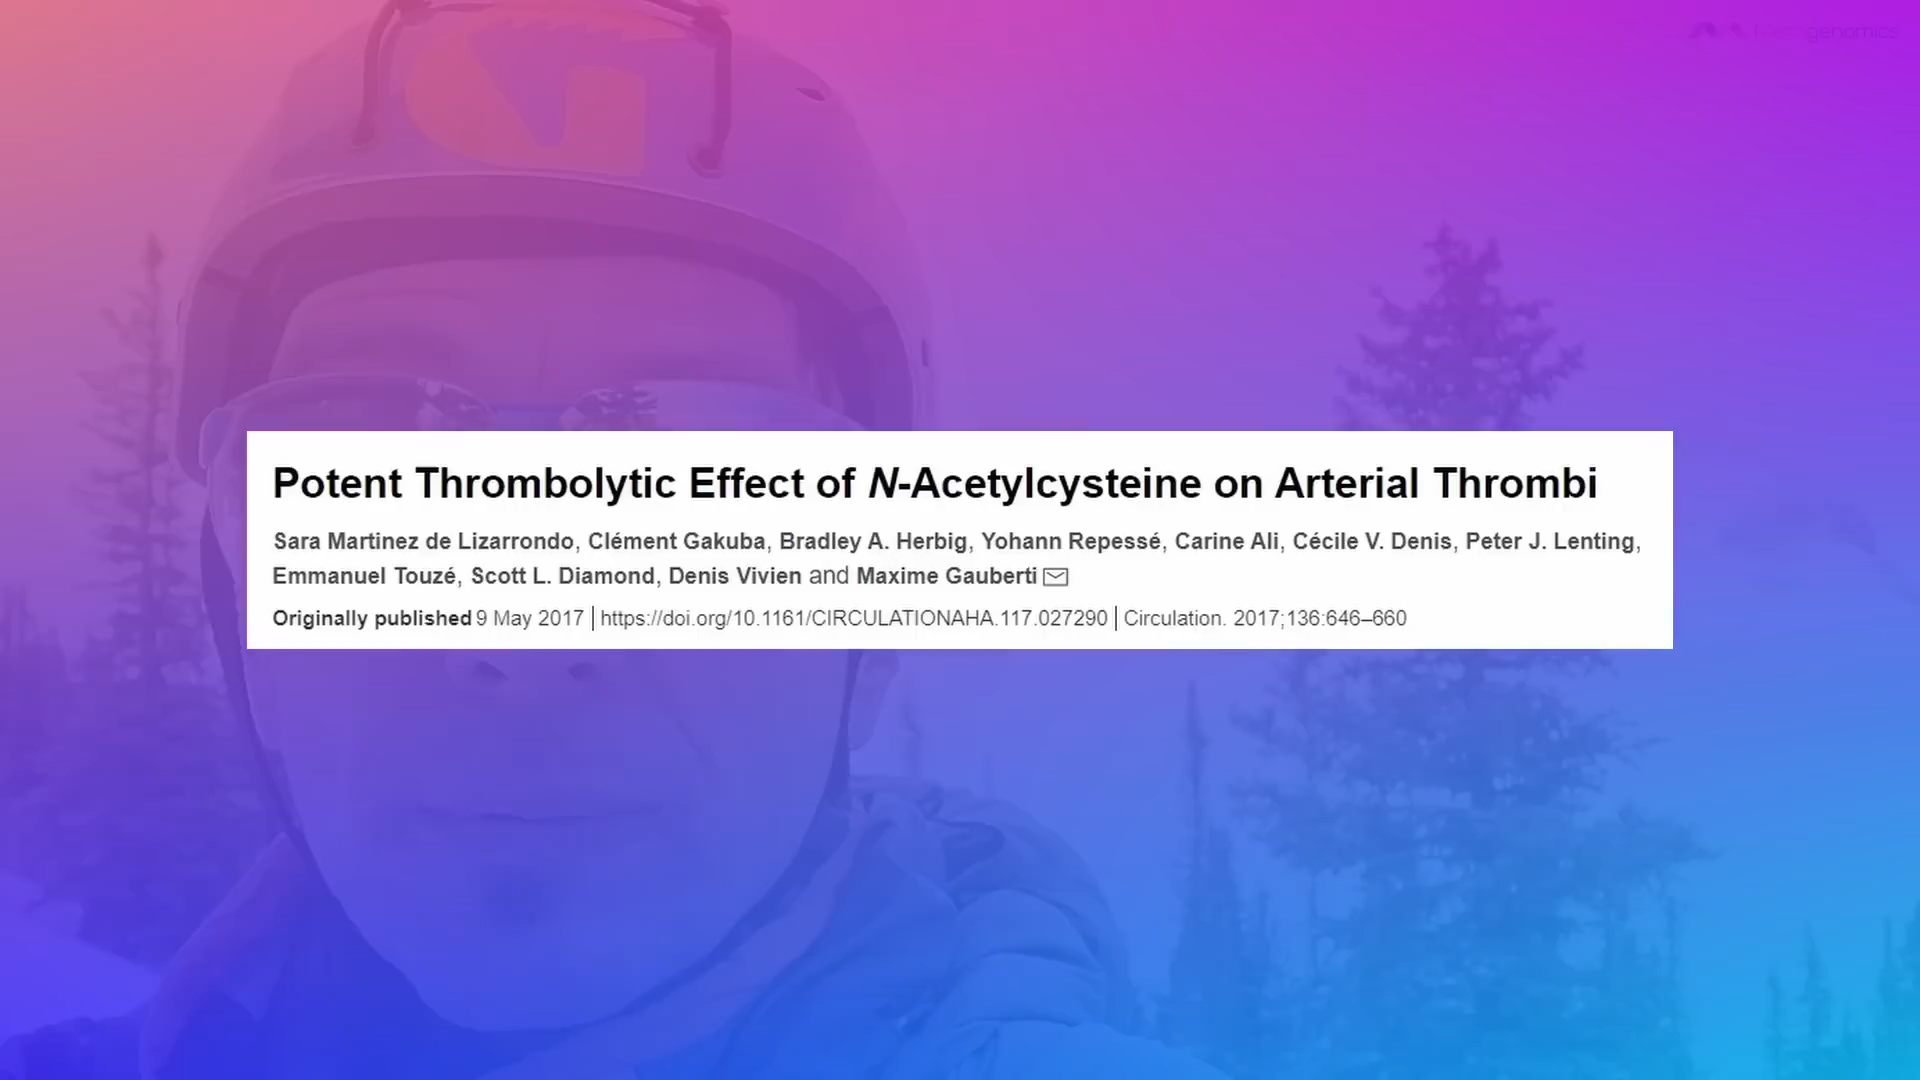 Potent Thrombolytic Effect of N-Acetylcysteine on Arterial Thrombi
Sara Martinez de Lizarrondo, Clément Gakuba, Bradley A. Herbig, Yohann Repessé, Carine Ali, Cécile V. Denis, Peter J. Lenting,
Emmanuel Touzé, Scott L. Diamond, Denis Vivien and Maxime Gauberti
Originally published 9 May 2017 | https://doi.org/10.1161/CIRCULATIONAHA.117.027290 | Circulation. 2017;136:646–660